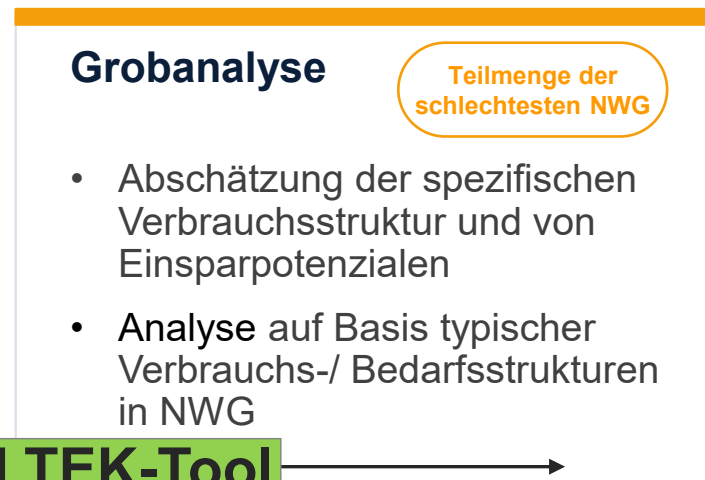 Grobanalyse
Teilmenge der
schlechtesten NWG
• Abschätzung der spezifischen
Verbrauchsstruktur und von
Einsparpotenzialen
• Analyse auf Basis typischer
Verbrauchs-/ Bedarfsstrukturen
in NWG
TEK-Tool